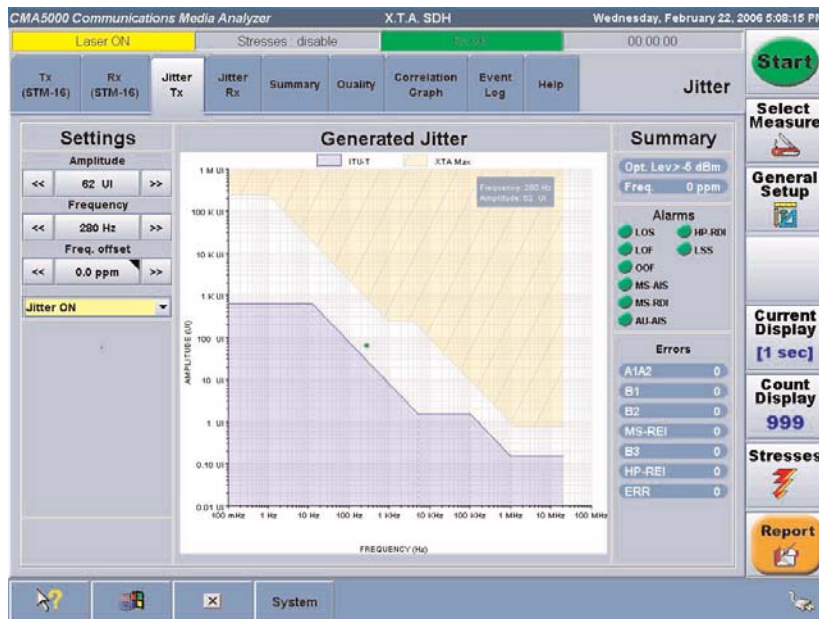 CMA5000 Communications Media Analyzer X.T.A. SDH Wednesday, February 22, 2006 5:08:15 PM
Laser ON Stresses : disable 00:00:00
Tx (STM-16) Rx (STM-16) Jitter Tx Jitter Rx Summary Quality Correlation Graph Event Log Help Jitter
Start
Select Measure
General Setup
Current Display
[1 sec]
Count Display
999
Stresses
Report
Settings
Amplitude
<< 62 UI >>
Frequency
<< 280 Hz >>
Freq. offset
<< 0.0 ppm >>
Jitter ON
Generated Jitter
ITU-T XTA Max
Frequency: 280 Hz
Amplitude: 62 UI
AMPLITUDE (UI)
1 M UI
100 K UI
10 K UI
1 K UI
100 UI
10 UI
1 UI
0.10 UI
0.01 UI
100 mHz 1 Hz 10 Hz 100 Hz 1 kHz 10 kHz 100 kHz 1 MHz 10 MHz 100 MHz
FREQUENCY (Hz)
Summary
Opt. Lev >-5 dBm
Freq. 0 ppm
Alarms
LOS HP-RDI
LOF LSS
OOF
MS-AIS
MS-RDI
AU-AIS
Errors
A1A2 0
B1 0
B2 0
MS-REI 0
B3 0
HP-REI 0
ERR 0
System